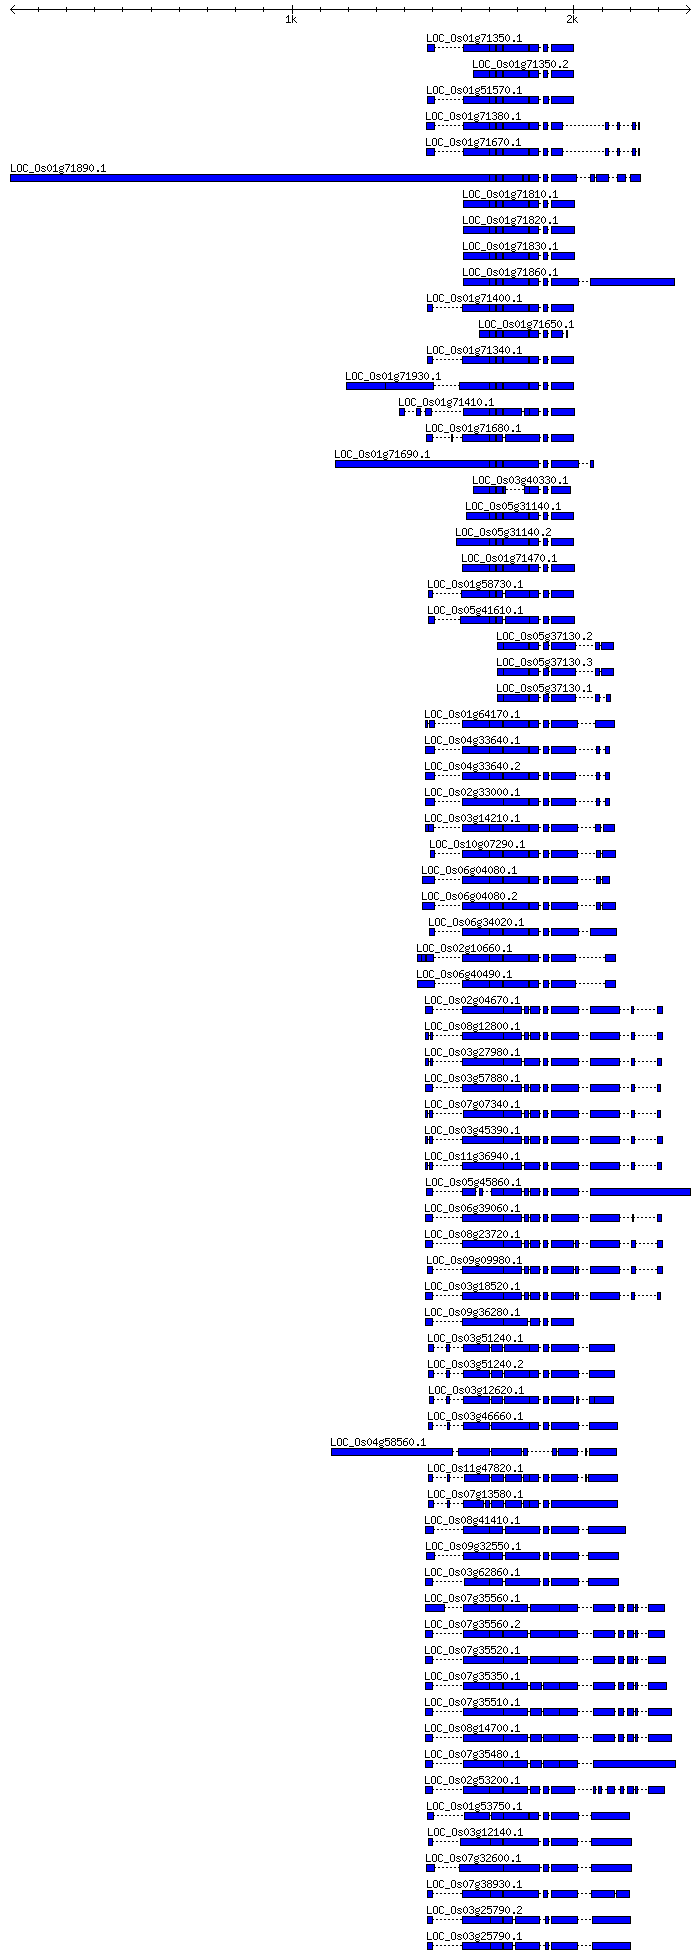 1k 2k
LOC_Os01g71350.1
LOC_Os01g71350.2
LOC_Os01g51570.1
LOC_Os01g71380.1
LOC_Os01g71670.1
LOC_Os01g71890.1
LOC_Os01g71810.1
LOC_Os01g71820.1
LOC_Os01g71830.1
LOC_Os01g71860.1
LOC_Os01g71400.1
LOC_Os01g71650.1
LOC_Os01g71340.1
LOC_Os01g71930.1
LOC_Os01g71410.1
LOC_Os01g71680.1
LOC_Os01g71690.1
LOC_Os03g40330.1
LOC_Os05g31140.1
LOC_Os05g31140.2
LOC_Os01g71470.1
LOC_Os01g58730.1
LOC_Os05g41610.1
LOC_Os05g37130.2
LOC_Os05g37130.3
LOC_Os05g37130.1
LOC_Os01g64170.1
LOC_Os04g33640.1
LOC_Os04g33640.2
LOC_Os02g33000.1
LOC_Os03g14210.1
LOC_Os10g07290.1
LOC_Os06g04080.1
LOC_Os06g04080.2
LOC_Os06g34020.1
LOC_Os02g10660.1
LOC_Os06g40490.1
LOC_Os02g04670.1
LOC_Os08g12800.1
LOC_Os03g27980.1
LOC_Os03g57880.1
LOC_Os07g07340.1
LOC_Os03g45390.1
LOC_Os11g36940.1
LOC_Os05g45860.1
LOC_Os06g39060.1
LOC_Os08g23720.1
LOC_Os09g09980.1
LOC_Os03g18520.1
LOC_Os09g36280.1
LOC_Os03g51240.1
LOC_Os03g51240.2
LOC_Os03g12620.1
LOC_Os03g46660.1
LOC_Os04g58560.1
LOC_Os11g47820.1
LOC_Os07g13580.1
LOC_Os08g41410.1
LOC_Os09g32550.1
LOC_Os03g62860.1
LOC_Os07g35560.1
LOC_Os07g35560.2
LOC_Os07g35520.1
LOC_Os07g35350.1
LOC_Os07g35510.1
LOC_Os08g14700.1
LOC_Os07g35480.1
LOC_Os02g53200.1
LOC_Os01g53750.1
LOC_Os03g12140.1
LOC_Os07g32600.1
LOC_Os07g38930.1
LOC_Os03g25790.2
LOC_Os03g25790.1